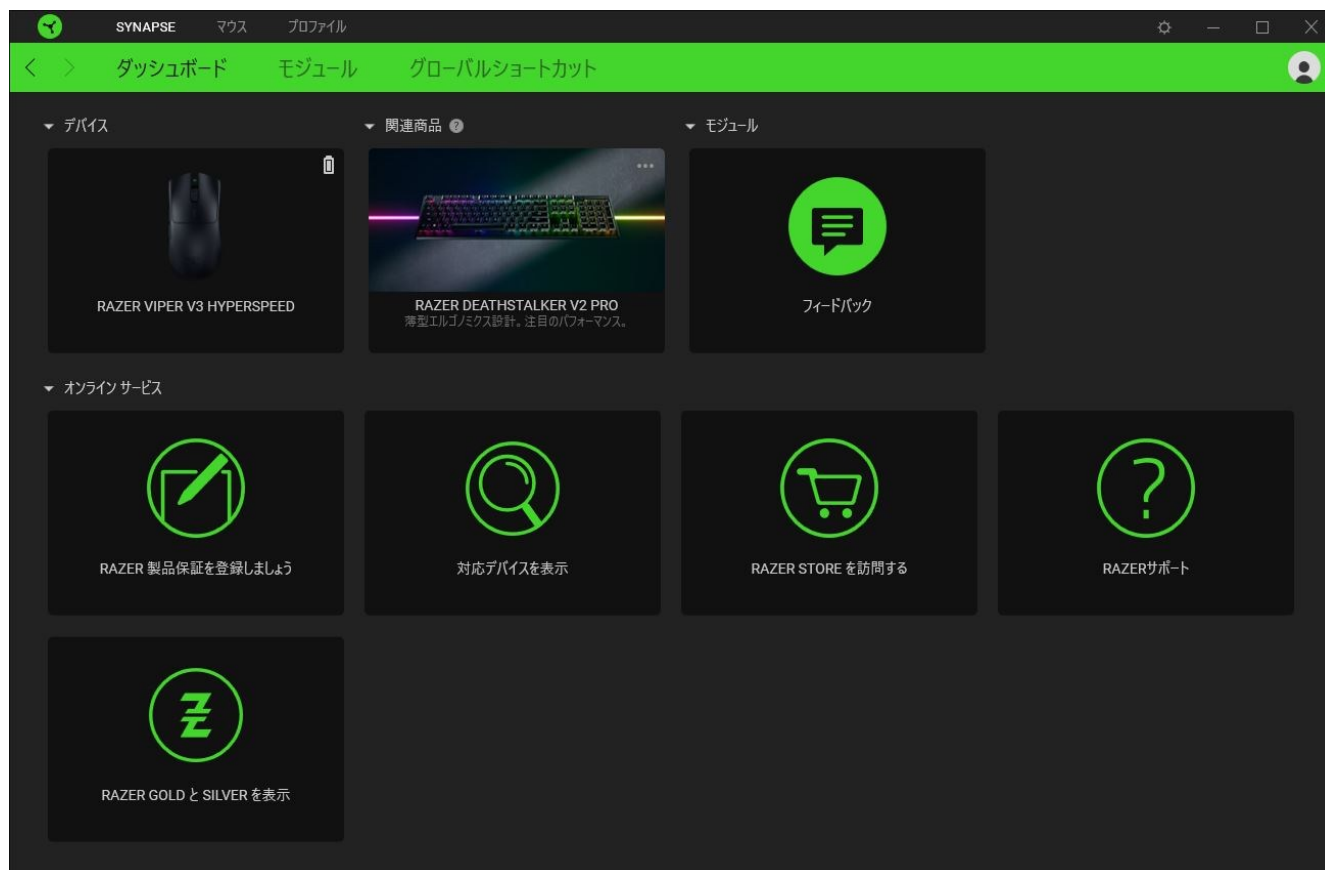 SYNAPSE マウス プロファイル
ダッシュボード モジュール グローバルショートカット
デバイス
関連商品 ?
モジュール
RAZER VIPER V3 HYPERSPEED
RAZER DEATHSTALKER V2 PRO
薄型エルゴノミクス設計。注目のパフォーマンス。
フィードバック
オンライン サービス
RAZER 製品保証を登録しましょう
対応デバイスを表示
RAZER STORE を訪問する
RAZERサポート
RAZER GOLD と SILVER を表示